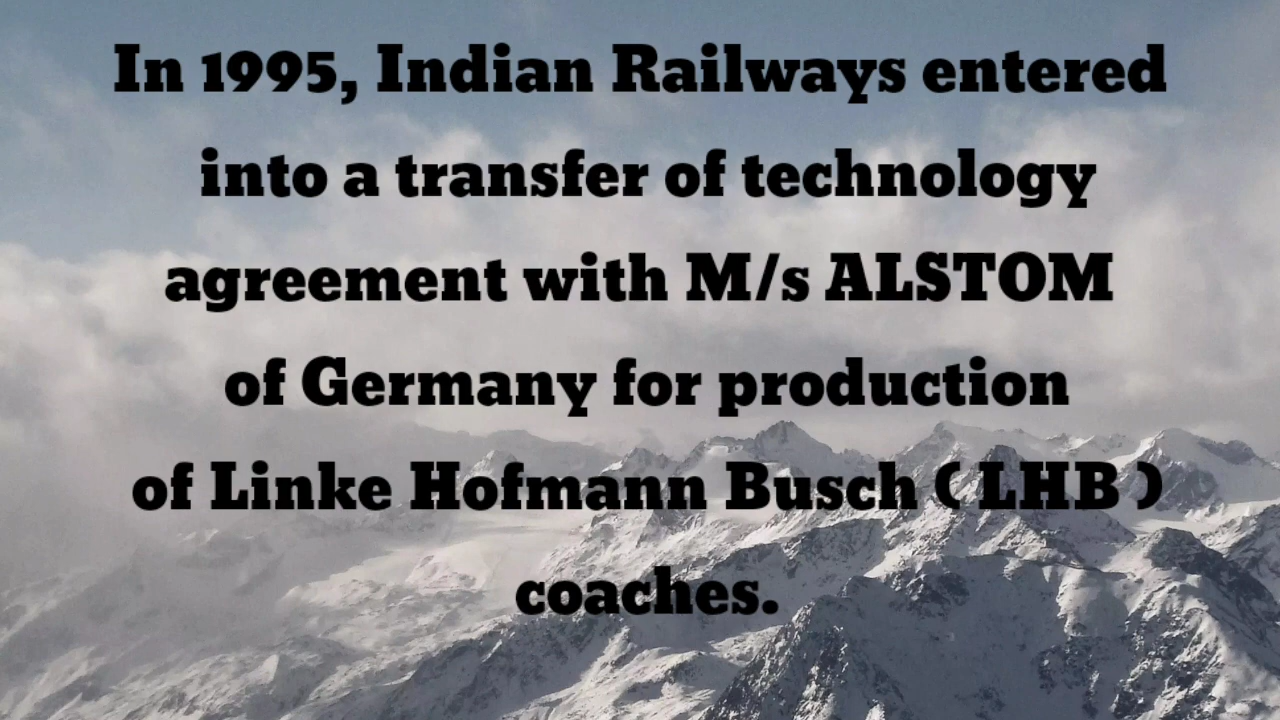 In 1995, Indian Railways entered
into a transfer of technology
agreement with M/s ALSTOM
of Germany for production
of Linke Hofmann Busch ( LHB )
coaches.